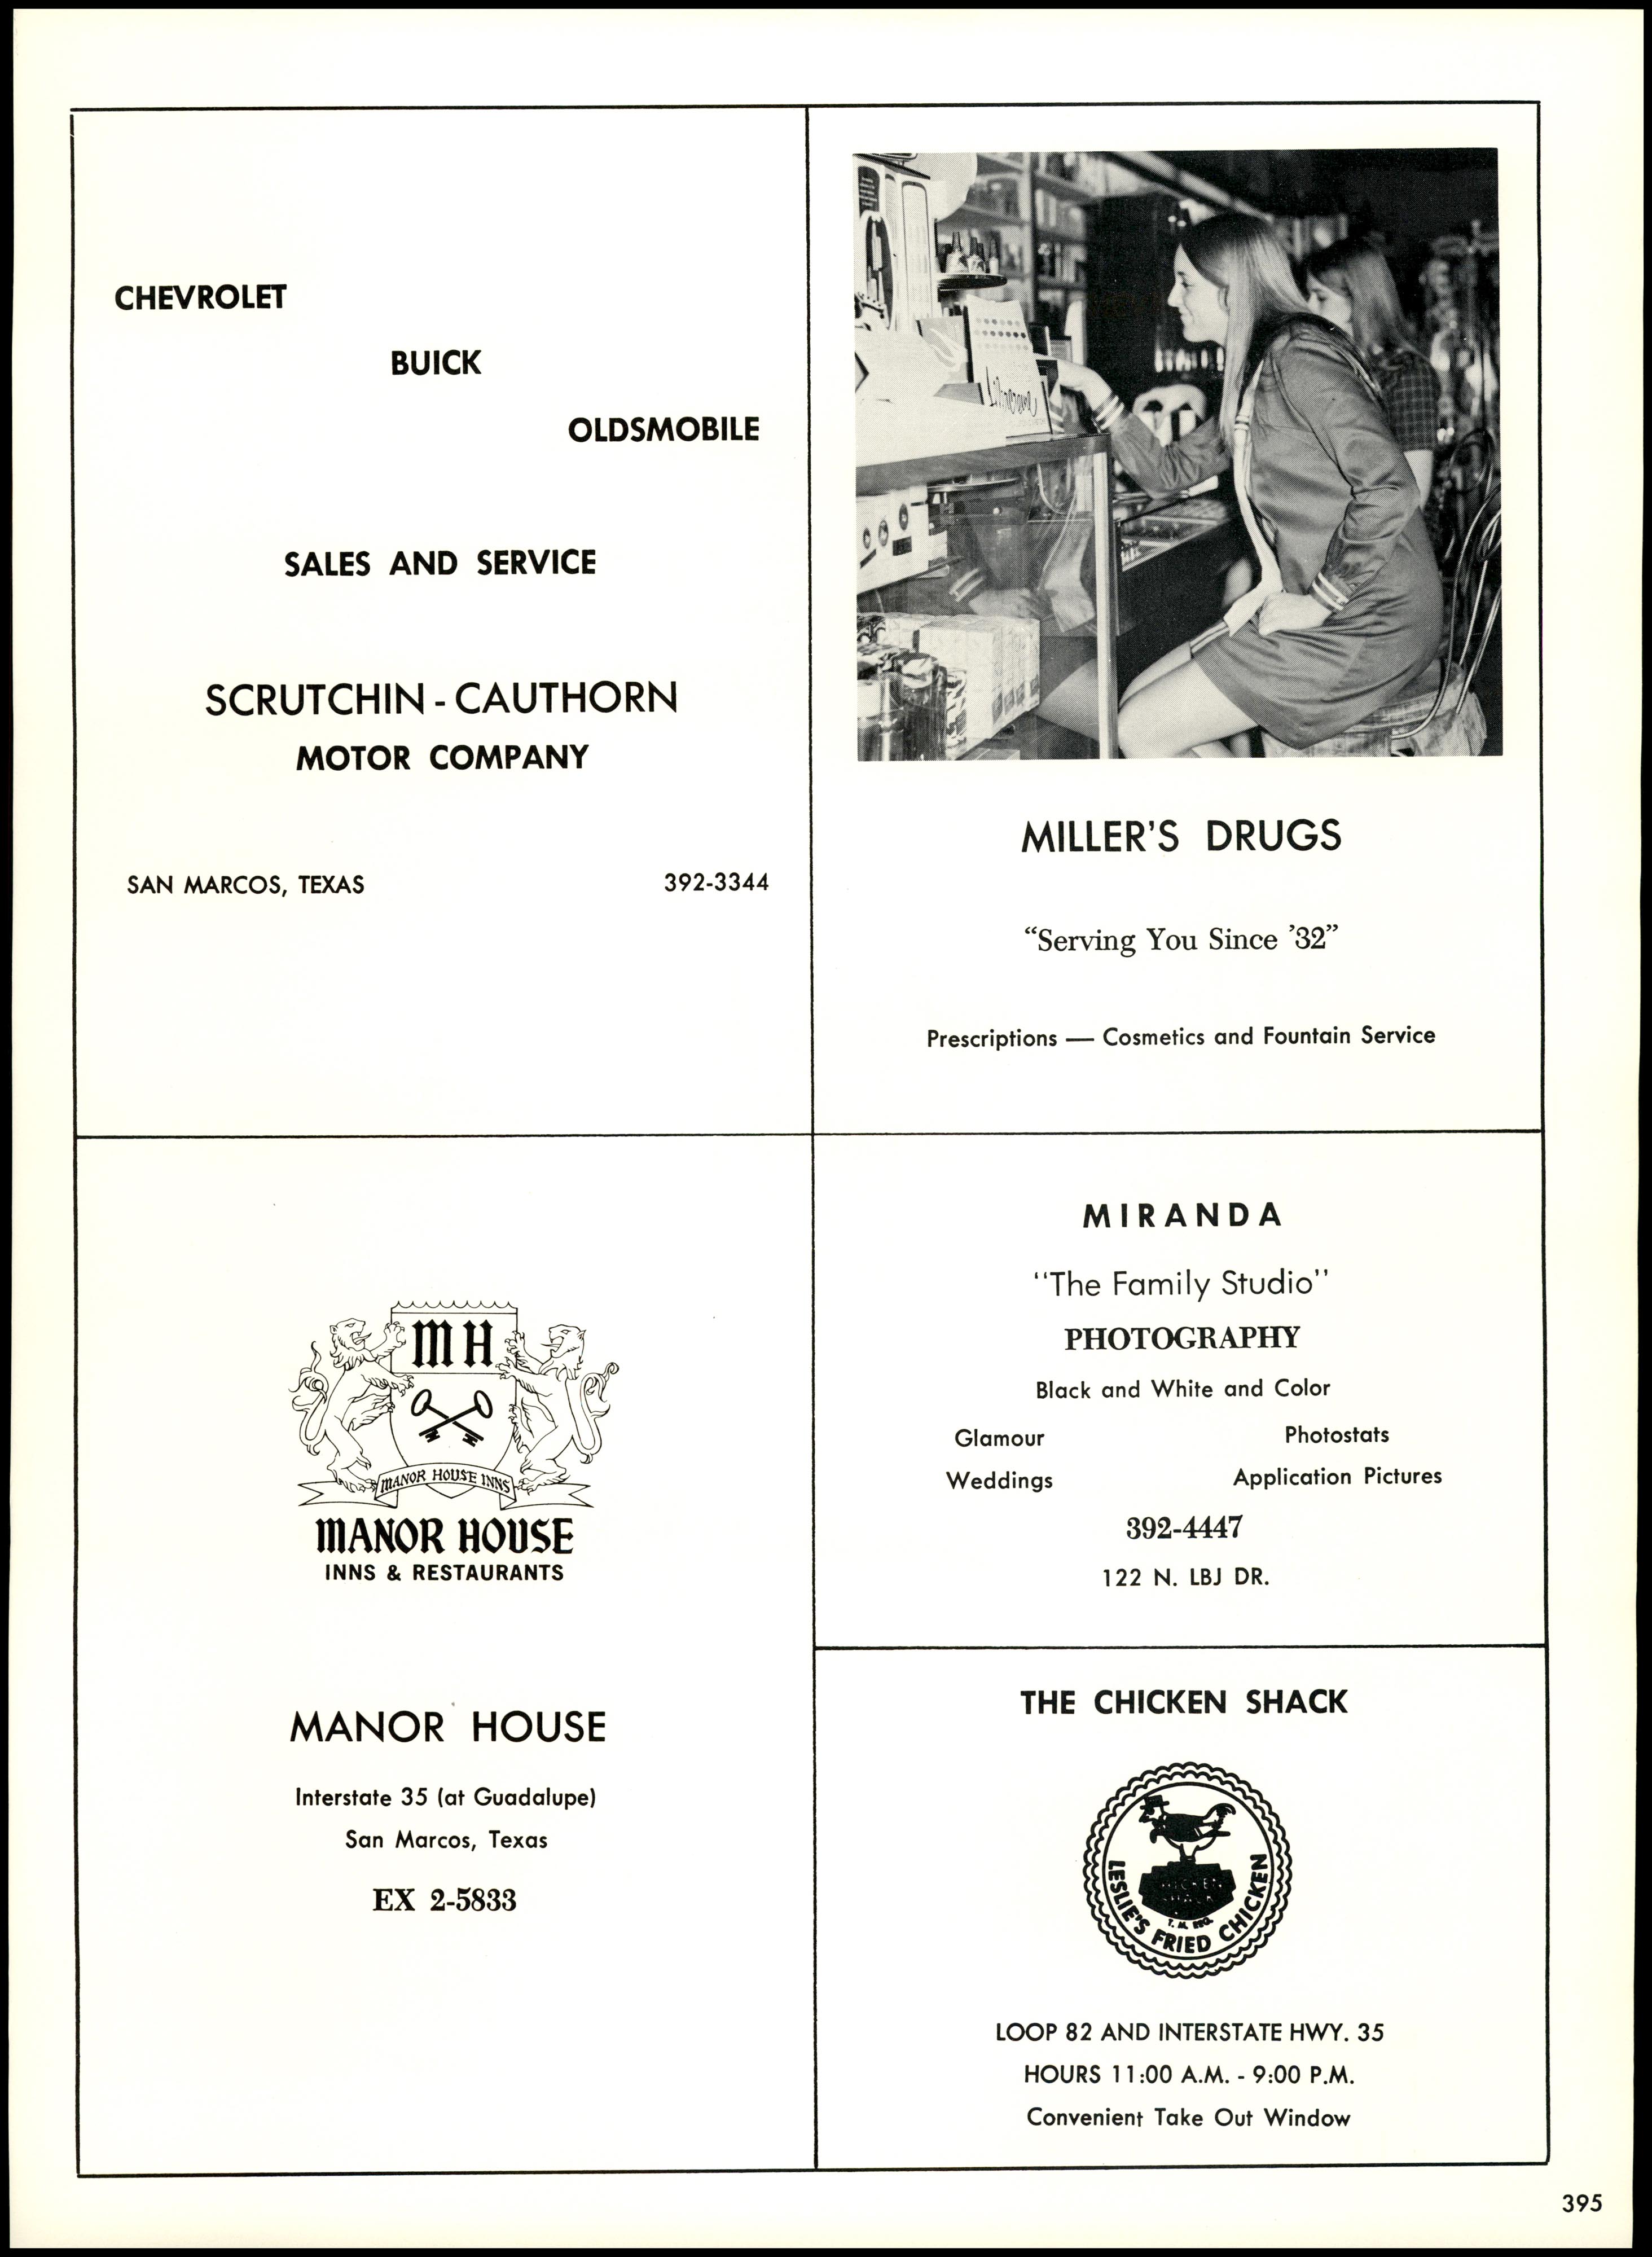 CHEVROLET
BUICK
OLDSMOBILE
SALES AND SERVICE
SCRUTCHIN - CAUTHORN
MOTOR COMPANY
SAN MARCOS, TEXAS 392-3344
MILLER'S DRUGS
“Serving You Since ’32”
Prescriptions — Cosmetics and Fountain Service
MH
MANOR HOUSE INNS
MANOR HOUSE
INNS & RESTAURANTS
MANOR HOUSE
Interstate 35 (at Guadalupe)
San Marcos, Texas
EX 2-5833
MIRANDA
"The Family Studio"
PHOTOGRAPHY
Black and White and Color
Glamour Photostats
Weddings Application Pictures
392-4447
122 N. LBJ DR.
THE CHICKEN SHACK
CHICKEN
SHACK
T. M. REG.
LESLIE'S FRIED CHICKEN
LOOP 82 AND INTERSTATE HWY. 35
HOURS 11:00 A.M. - 9:00 P.M.
Convenient Take Out Window
395